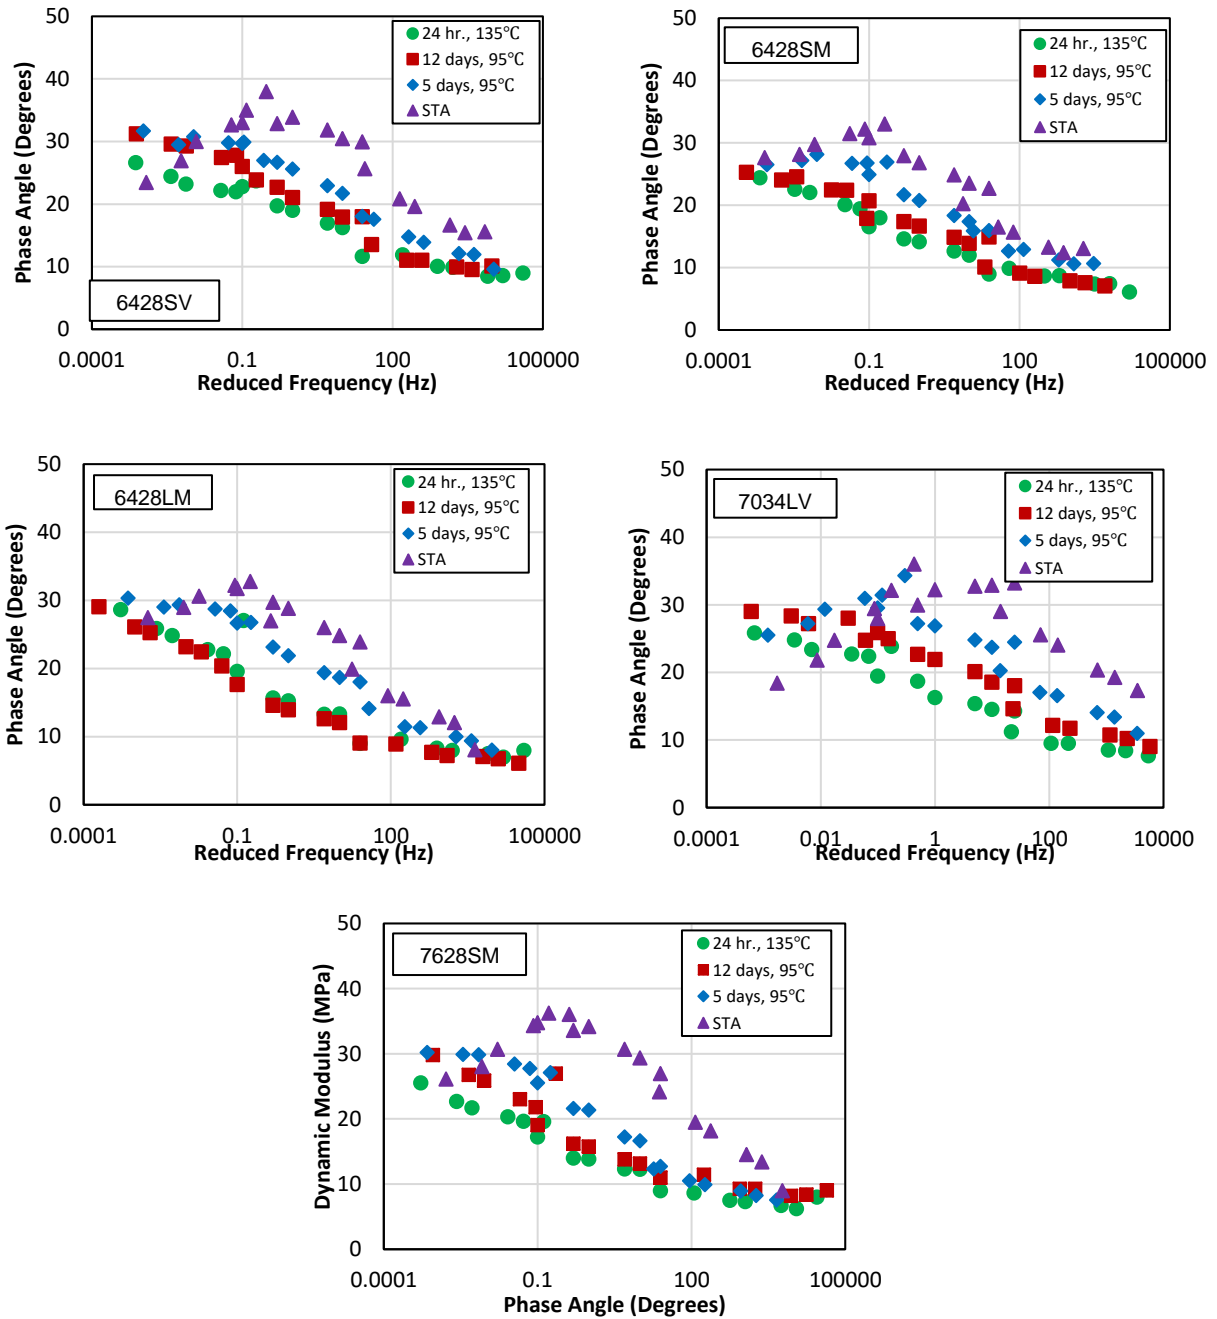 50
40
30
20
10
0
Phase Angle (Degrees)
24 hr., 135℃
12 days, 95℃
5 days, 95℃
STA
6428SV
0.0001
0.1
100
100000
Reduced Frequency (Hz)
50
40
30
20
10
0
Phase Angle (Degrees)
6428SM
24 hr., 135℃
12 days, 95℃
5 days, 95℃
STA
0.0001
0.1
100
100000
Reduced Frequency (Hz)
50
40
30
20
10
0
Phase Angle (Degrees)
6428LM
24 hr., 135℃
12 days, 95℃
5 days, 95℃
STA
0.0001
0.1
100
100000
Reduced Frequency (Hz)
50
40
30
20
10
0
Phase Angle (Degrees)
7034LV
24 hr., 135℃
12 days, 95℃
5 days, 95℃
STA
0.0001
0.01
1
100
10000
Reduced Frequency (Hz)
50
40
30
20
10
0
Dynamic Modulus (MPa)
7628SM
24 hr., 135℃
12 days, 95℃
5 days, 95℃
STA
0.0001
0.1
100
100000
Phase Angle (Degrees)